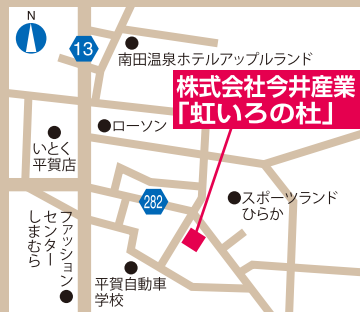 N
13
南田温泉ホテルアップルランド
株式会社今井産業
「虹いろの杜」
ローソン
いとく
平賀店
282
スポーツランド
ひらか
ファッション
センター
しまむら
平賀自動車
学校